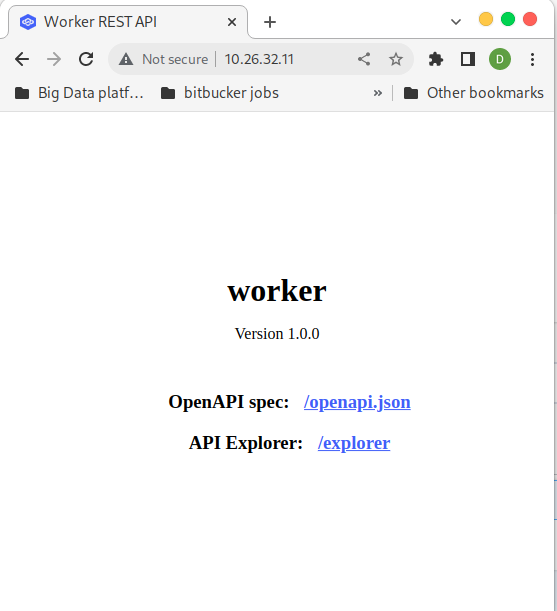 Worker REST API
Not secure | 10.26.32.11
D
Big Data platf...
bitbucker jobs
» Other bookmarks
worker
Version 1.0.0
OpenAPI spec: /openapi.json
API Explorer: /explorer